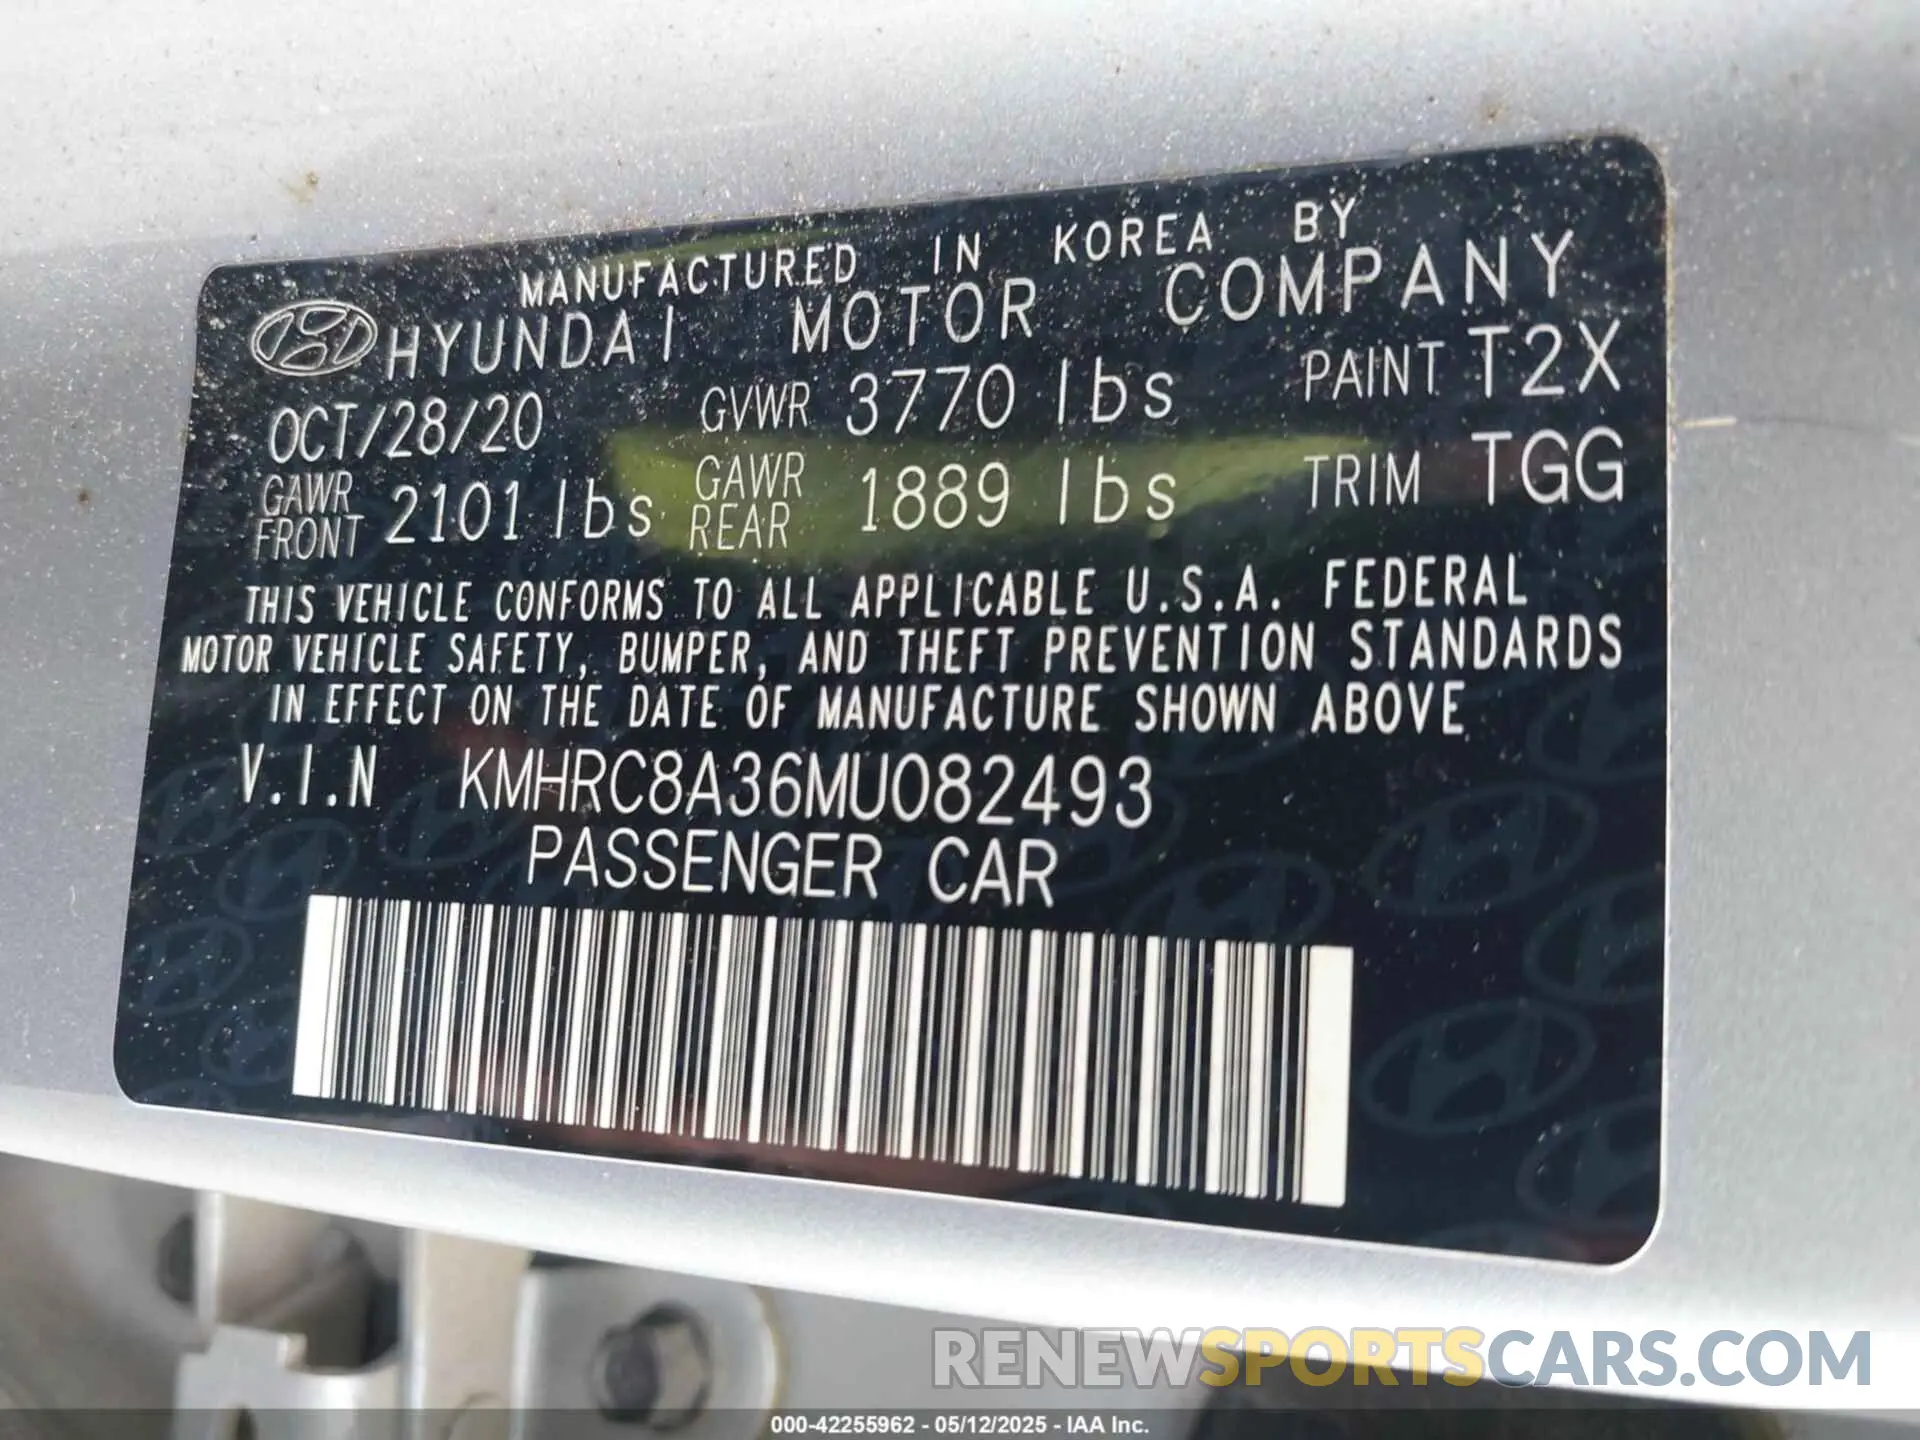 MANUFACTURED IN KOREA BY
HYUNDAI MOTOR COMPANY
OCT/28/20 GVWR 3770 lbs PAINT T2X
GAWR FRONT 2101 lbs GAWR REAR 1889 lbs TRIM TGG
THIS VEHICLE CONFORMS TO ALL APPLICABLE U.S.A. FEDERAL
MOTOR VEHICLE SAFETY, BUMPER, AND THEFT PREVENTION STANDARDS
IN EFFECT ON THE DATE OF MANUFACTURE SHOWN ABOVE
V.I.N KMHRC8A36MU082493
PASSENGER CAR
RENEWSPORTSCARS.COM
000-42255962 - 05/12/2025 - IAA Inc.